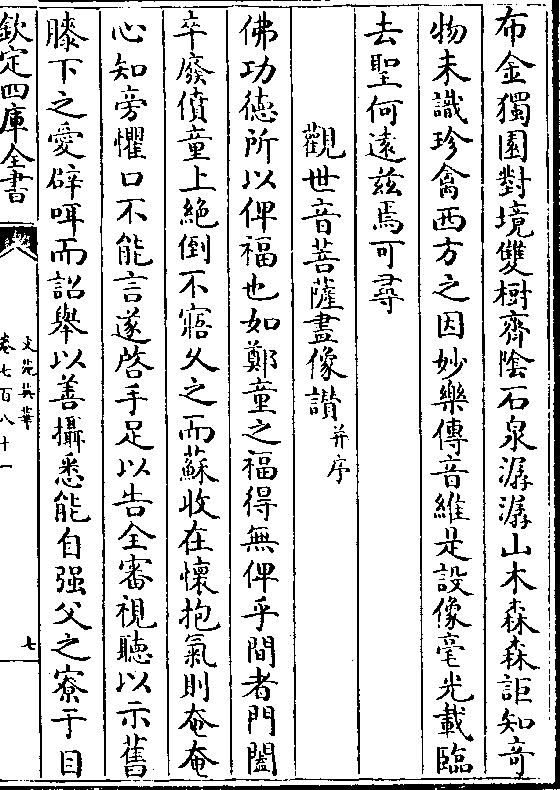 布金獨園對境雙樹齊陰石泉潺潺山木森森詎知奇
物未識珍禽西方之因妙樂傳音維是設像毫光載臨
去聖何遠茲焉可尋
觀世音菩薩畫像讃并序
佛功徳所以俾福也如鄭童之福得無俾乎間者門闔
卒廢僨童上絶倒不寤久之而蘇收在懐抱氣則奄奄
心知旁懼口不能言遂啓手足以告全審視聽以示舊
膝下之愛辟咡而詔舉以善攝悉能自强父之寮于目
欽定四庫全書
文苑英華
卷七百八十一
七